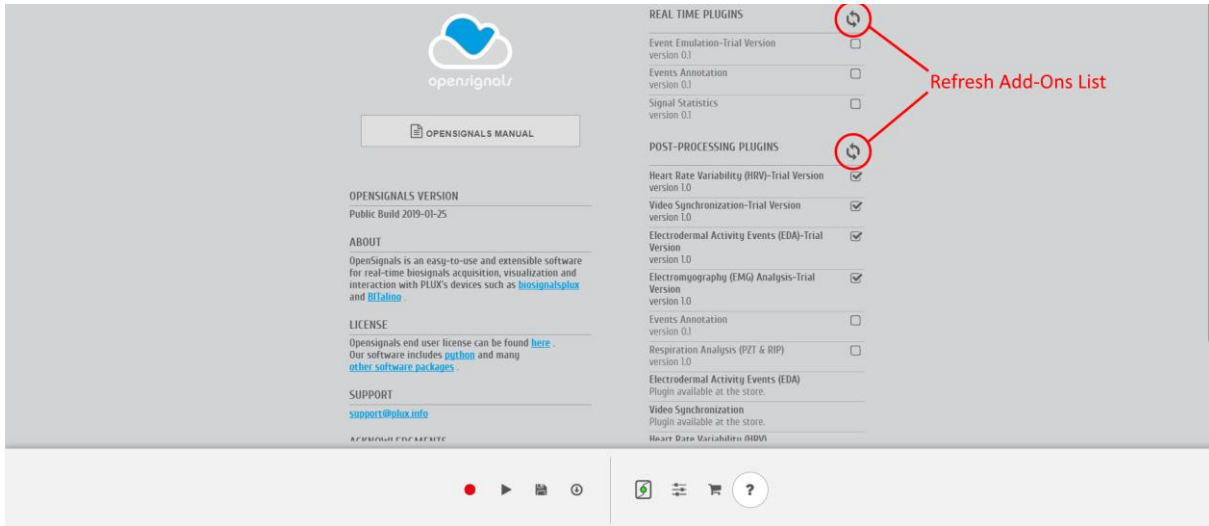 opensignals
OPENSIGNALS MANUAL
OPENSIGNALS VERSION
Public Build 2019-01-25
ABOUT
OpenSignals is an easy-to-use and extensible software
for real-time biosignals acquisition, visualization and
interaction with PLUX's devices such as biosignalsplux
and BITalino .
LICENSE
Opensignals end user license can be found here .
Our software includes python and many
other software packages .
SUPPORT
support@plux.info
ACKNOWLEDGMENTS
REAL TIME PLUGINS
Event Emulation-Trial Version
version 0.1
Events Annotation
version 0.1
Signal Statistics
version 0.1
POST-PROCESSING PLUGINS
Heart Rate Variability (HRV)-Trial Version
version 1.0
Video Synchronization-Trial Version
version 1.0
Electrodermal Activity Events (EDA)-Trial
Version
version 1.0
Electromyography (EMG) Analysis-Trial
Version
version 1.0
Events Annotation
version 0.1
Respiration Analysis (PZT & RIP)
version 1.0
Electrodermal Activity Events (EDA)
Plugin available at the store.
Video Synchronization
Plugin available at the store.
Heart Rate Variability (HRV)
Refresh Add-Ons List
?